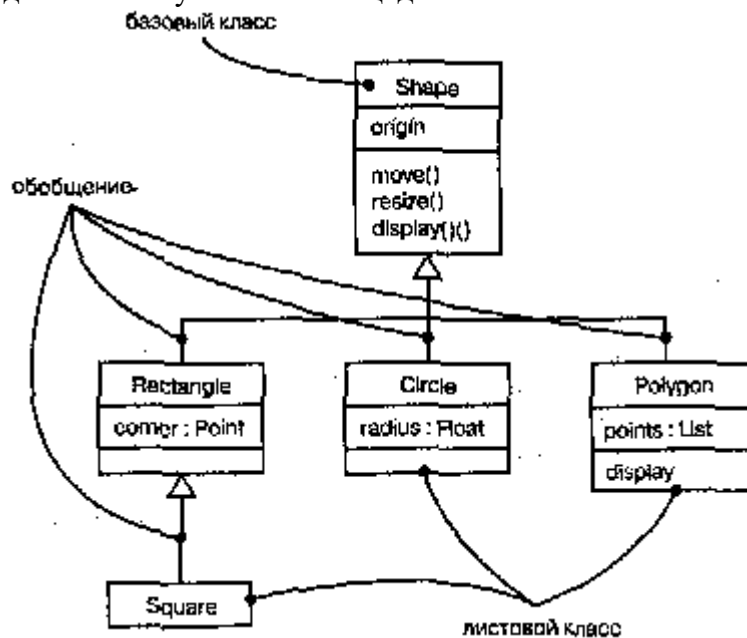 базовый класс
Shape
origin
move()
resize()
display()()
обобщение
Rectangle
corner : Point
Circle
radius : Float
Polygon
points : List
display
Square
листовой класс